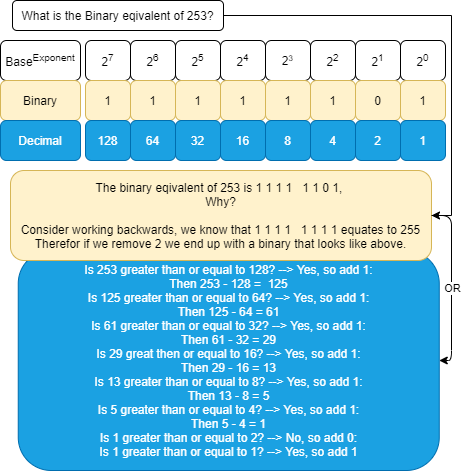 What is the Binary eqivalent of 253?
Base^Exponent 2^7 2^6 2^5 2^4 2^3 2^2 2^1 2^0
Binary 1 1 1 1 1 1 0 1
Decimal 128 64 32 16 8 4 2 1
The binary eqivalent of 253 is 1 1 1 1 1 1 0 1,
Why?
Consider working backwards, we know that 1 1 1 1 1 1 1 1 equates to 255
Therefor if we remove 2 we end up with a binary that looks like above.
OR
Is 253 greater than or equal to 128? --> Yes, so add 1:
Then 253 - 128 = 125
Is 125 greater than or equal to 64? --> Yes, so add 1:
Then 125 - 64 = 61
Is 61 greater than or equal to 32? --> Yes, so add 1:
Then 61 - 32 = 29
Is 29 great then or equal to 16? --> Yes, so add 1:
Then 29 - 16 = 13
Is 13 greater than or equal to 8? --> Yes, so add 1:
Then 13 - 8 = 5
Is 5 greater than or equal to 4? --> Yes, so add 1:
Then 5 - 4 = 1
Is 1 greater than or equal to 2? --> No, so add 0:
Is 1 greater than or equal to 1? --> Yes, so add 1